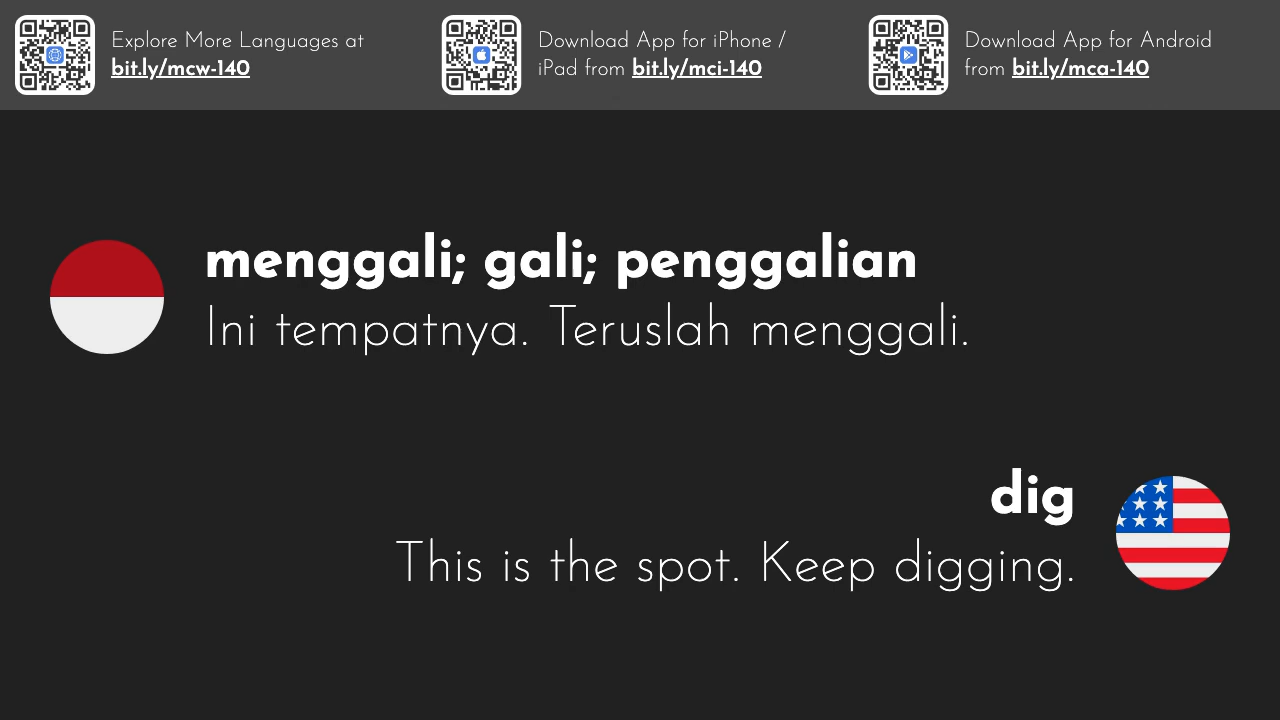 Explore More Languages at
bit.ly/mcw-140
Download App for iPhone /
iPad from bit.ly/mci-140
Download App for Android
from bit.ly/mca-140
menggali; gali; penggalian
Ini tempatnya. Teruslah menggali.
dig
This is the spot. Keep digging.